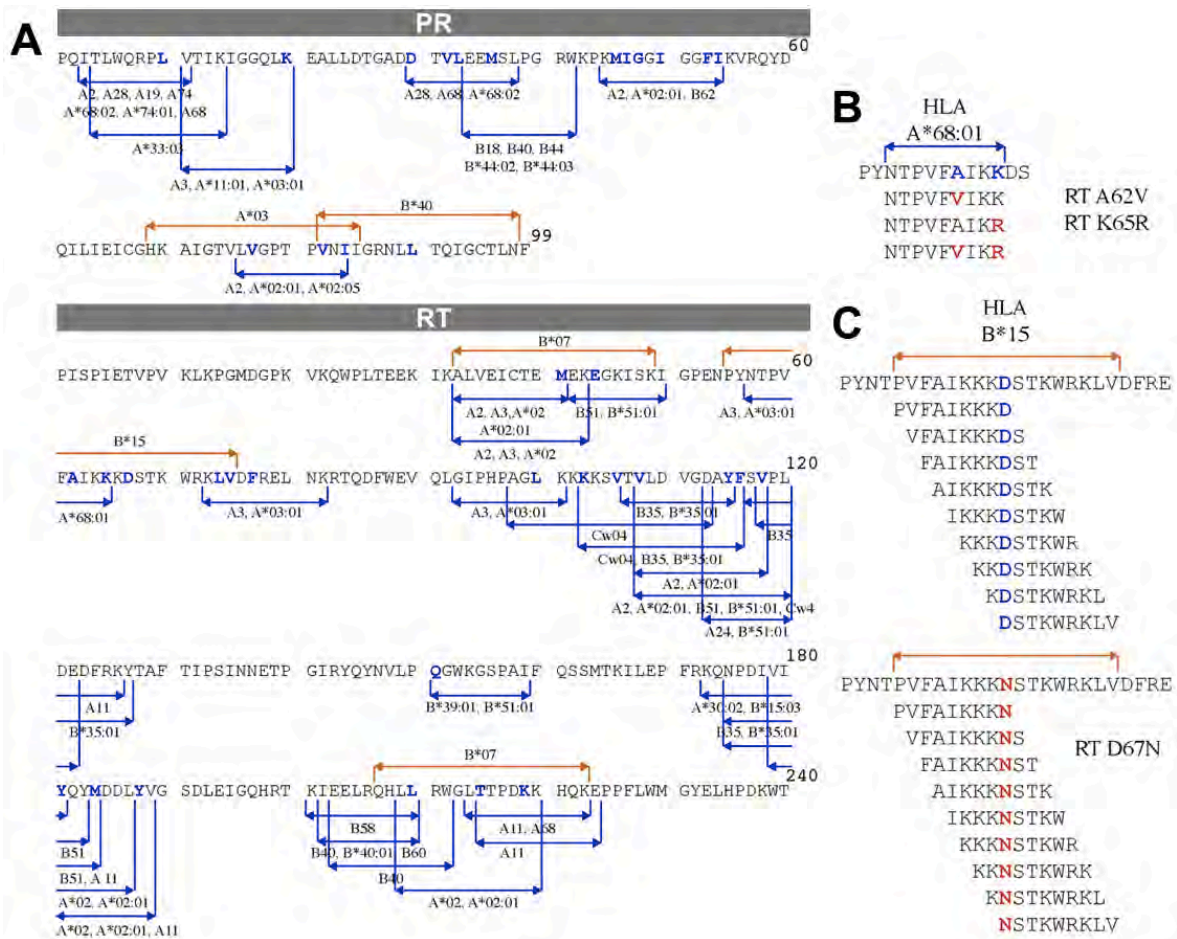 A
PR
PQITLWQRPL VTIKIGGQLK EALLDTGADD TVLEEMSLPG RWKPKMIGGI GGFIKVRQYD 60
A2, A28, A19, A74
A*68:02, A*74:01, A68
A28, A68, A*68:02
A2, A*02:01, B62
A*33:03
B18, B40, B44
B*44:02, B*44:03
A3, A*11:01, A*03:01
A*03
B*40
QILIEICGHK AIGTVLVGPT PVNIIGRNLL TQIGCTLNF 99
A2, A*02:01, A*02:05
RT
B*07
PISPIETVPV KLKPGMDGPK VKQWPLTEEK IKALVEICTE MEKEGKISKI GPENPYNTPV 60
A2, A3,A*02
A*02:01
B51, B*51:01
A3, A*03:01
A2, A3, A*02
B*15
FAIKKKDSTK WRKLVDFREL NKRTQDFWEV QLGIPHPAGL KKKKSVTVLD VGDAYFSVPL 120
A*68:01
A3, A*03:01
A3, A*03:01
B35, B*35:01
B35
Cw04
Cw04, B35, B*35:01
A2, A*02:01
A2, A*02:01, B51, B*51:01, Cw4
A24, B*51:01
DEDFRKYTAF TIPSINNETP GIRYQYNVLP QGWKGSPAIF QSSMTKILEP FRKQNPDIVI 180
A11
B*35:01
B*39:01, B*51:01
A*30:02, B*15:03
B35, B*35:01
B*07
YQYMDDLYVG SDLEIGQHRT KIEELRQHLL RWGLTTPDKK HQKEPPFLWM GYELHPDKWT 240
B51
B51, A11
A*02, A*02:01
A*02, A*02:01, A11
B58
B40, B*40:01, B60
B40
A*02, A*02:01
A11, A68
A11
B
HLA
A*68:01
PYNTPVFAIKKKDS
NTPVFVIKK
NTPVFAIKR
NTPVFVIKR
RT A62V
RT K65R
C
HLA
B*15
PYNTPVFAIKKKDSTKWRKLVDFRE
PVFAIKKKD
VFAIKKKDS
FAIKKKDST
AIKKKDSTK
IKKKDSTKW
KKKDSTKWR
KKDSTKWRK
KDSTKWRKL
DSTKWRKLV
PYNTPVFAIKKKNSTKWRKLVDFRE
PVFAIKKKN
VFAIKKKNS
FAIKKKNST
AIKKKNSTK
IKKKNSTKW
KKKNSTKWR
KKNSTKWRK
KNSTKWRKL
NSTKWRKLV
RT D67N